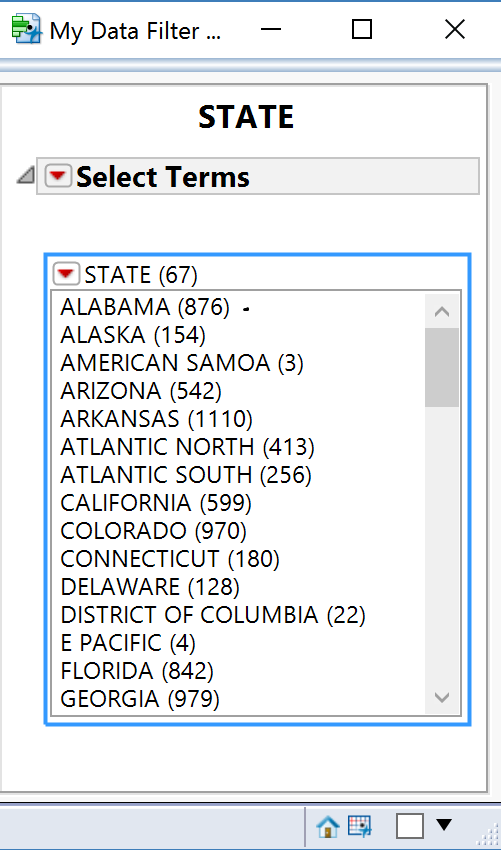 My Data Filter ...
STATE
Select Terms
STATE (67)
ALABAMA (876)
ALASKA (154)
AMERICAN SAMOA (3)
ARIZONA (542)
ARKANSAS (1110)
ATLANTIC NORTH (413)
ATLANTIC SOUTH (256)
CALIFORNIA (599)
COLORADO (970)
CONNECTICUT (180)
DELAWARE (128)
DISTRICT OF COLUMBIA (22)
E PACIFIC (4)
FLORIDA (842)
GEORGIA (979)